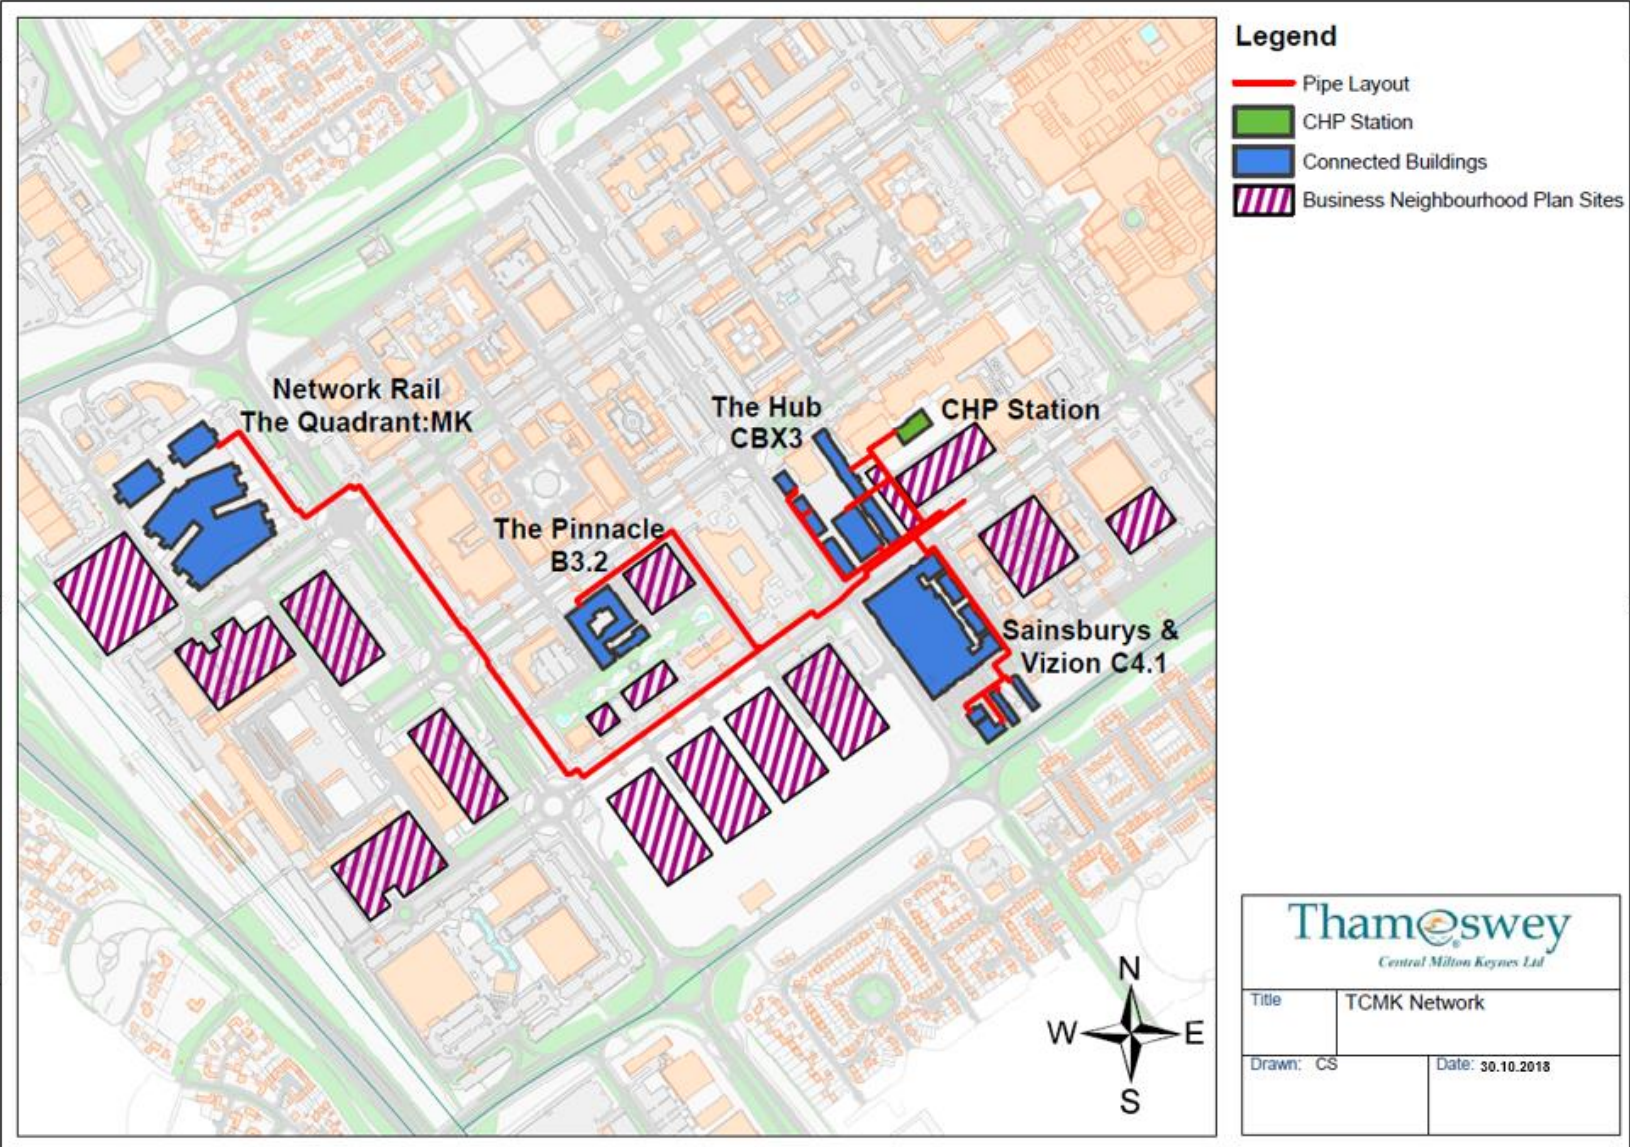 Legend
Pipe Layout
CHP Station
Connected Buildings
Business Neighbourhood Plan Sites
Network Rail
The Quadrant:MK
The Hub
CBX3
CHP Station
The Pinnacle
B3.2
Sainsburys &
Vizion C4.1
N
W E
S
Thameswey
Central Milton Keynes Ltd
Title TCMK Network
Drawn: CS Date: 30.10.2018